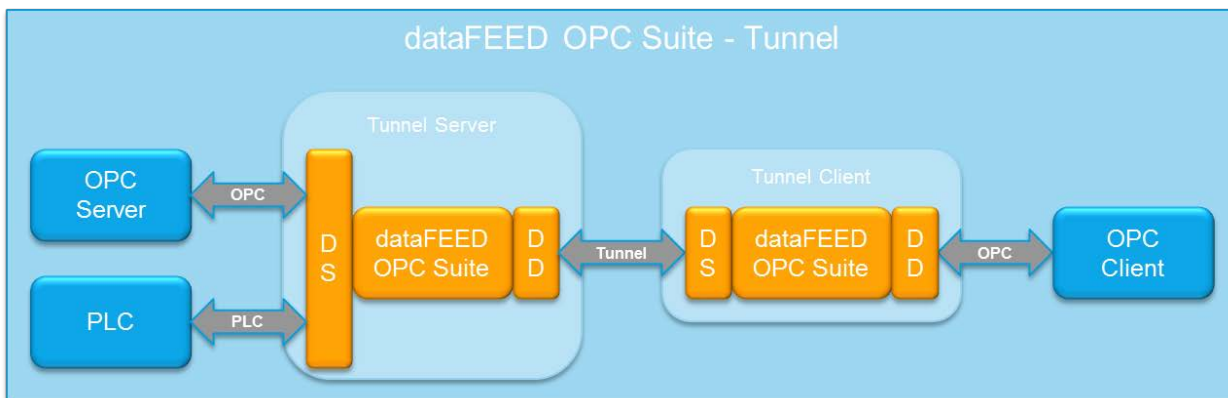 dataFEED OPC Suite - Tunnel
Tunnel Server
OPC
Server
OPC
PLC
PLC
D
S
dataFEED
OPC Suite
D
D
Tunnel
Tunnel Client
D
S
dataFEED
OPC Suite
D
D
OPC
OPC
Client